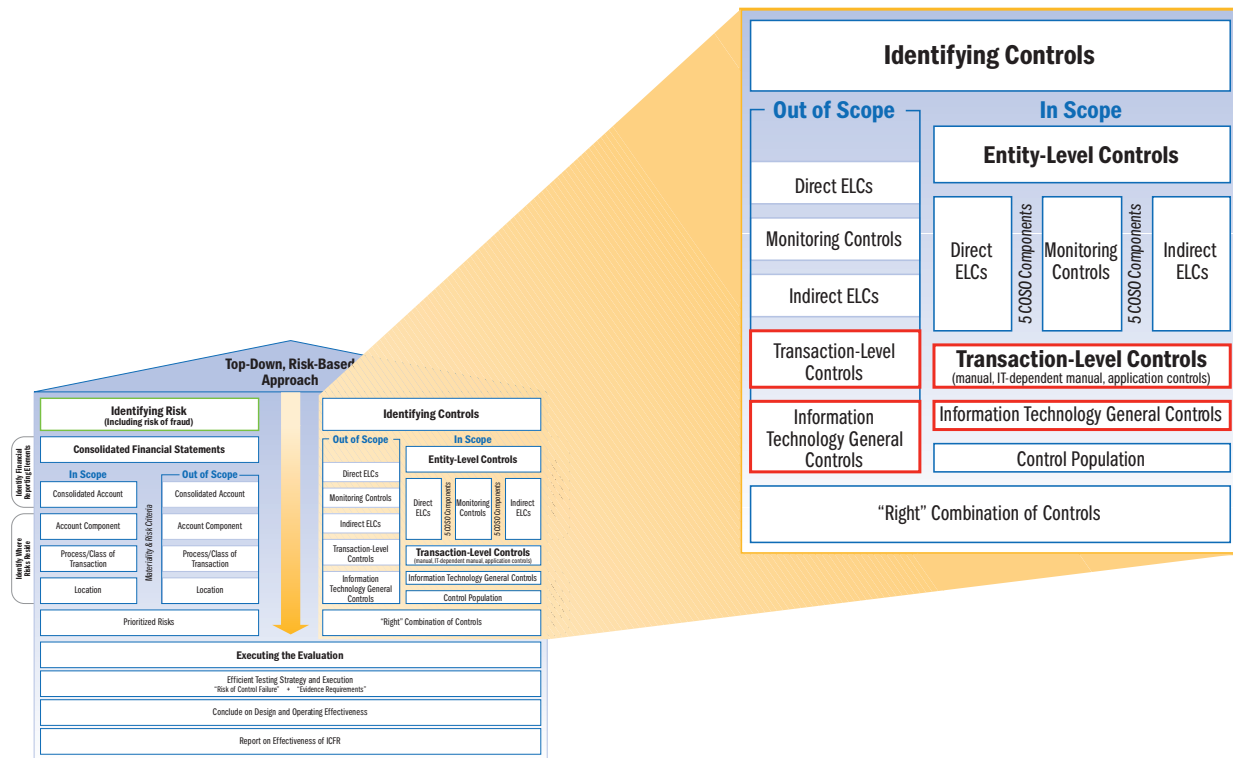 Identifying Controls
Out of Scope
In Scope
Direct ELCs
Monitoring Controls
Indirect ELCs
Transaction-Level
Controls
Information
Technology General
Controls
Entity-Level Controls
Direct
ELCs
5 COSO Components
Monitoring
Controls
5 COSO Components
Indirect
ELCs
Transaction-Level Controls
(manual, IT-dependent manual, application controls)
Information Technology General Controls
Control Population
“Right” Combination of Controls
Top-Down, Risk-Based
Approach
Identifying Risk
(Including risk of fraud)
Consolidated Financial Statements
Identify Financial
Reporting Elements
Identify Where
Risks Reside
In Scope
Consolidated Account
Account Component
Process/Class of
Transaction
Location
Materiality & Risk Criteria
Out of Scope
Consolidated Account
Account Component
Process/Class of
Transaction
Location
Prioritized Risks
Identifying Controls
Out of Scope
In Scope
Direct ELCs
Monitoring Controls
Indirect ELCs
Transaction-Level
Controls
Information
Technology General
Controls
Entity-Level Controls
Direct
ELCs
5 COSO Components
Monitoring
Controls
5 COSO Components
Indirect
ELCs
Transaction-Level Controls
(manual, IT-dependent manual, application controls)
Information Technology General Controls
Control Population
“Right” Combination of Controls
Executing the Evaluation
Efficient Testing Strategy and Execution
“Risk of Control Failure” + “Evidence Requirements”
Conclude on Design and Operating Effectiveness
Report on Effectiveness of ICFR